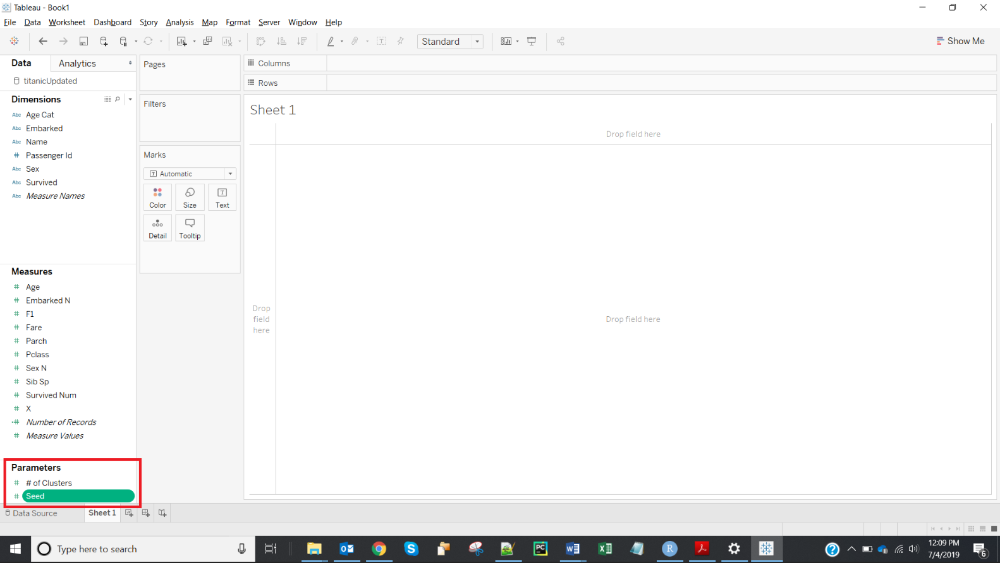 Tableau - Book1
File Data Worksheet Dashboard Story Analysis Map Format Server Window Help
Standard
Show Me
Data Analytics
titanicUpdated
Dimensions
Abc Age Cat
Abc Embarked
Abc Name
# Passenger Id
Abc Sex
Abc Survived
Abc Measure Names
Measures
# Age
# Embarked N
# F1
# Fare
# Parch
# Pclass
# Sex N
# Sib Sp
# Survived Num
# X
=# Number of Records
# Measure Values
Parameters
# # of Clusters
# Seed
Pages
Filters
Marks
T Automatic
Color Size Text
Detail Tooltip
Columns
Rows
Sheet 1
Drop field here
Drop
field
here
Drop field here
Data Source Sheet 1
Type here to search
12:09 PM
7/4/2019
6